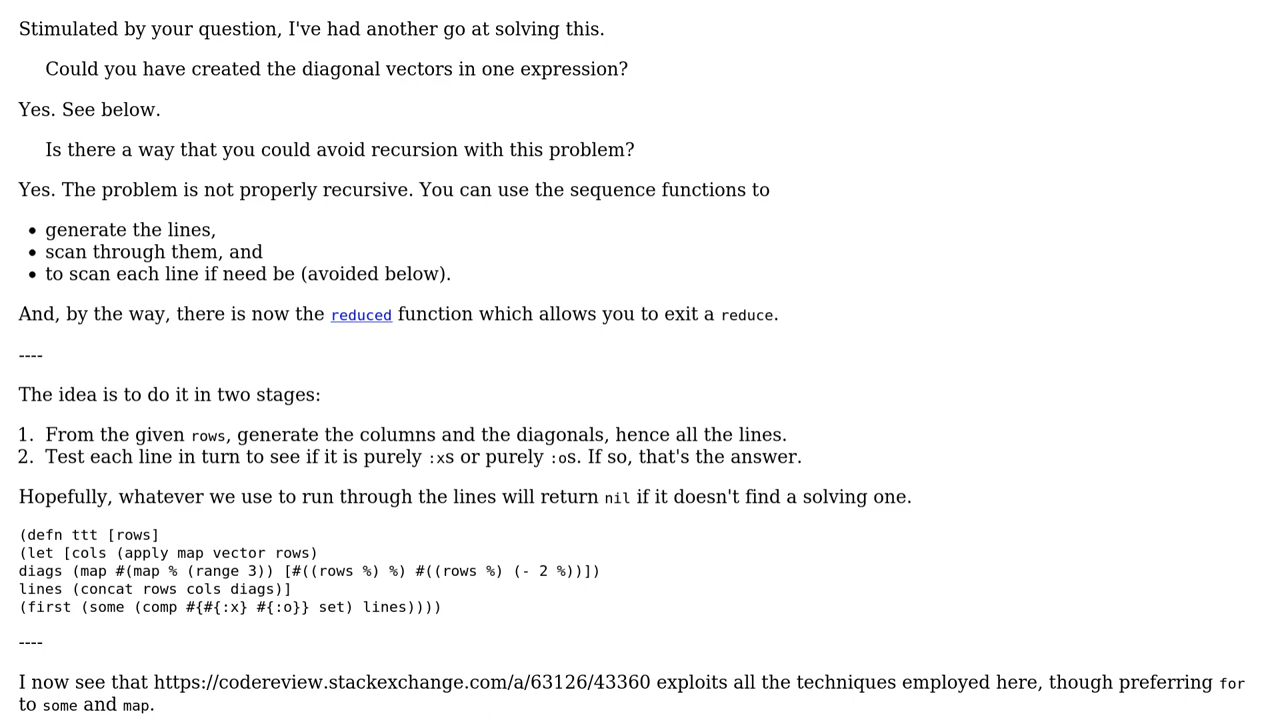 Stimulated by your question, I've had another go at solving this.
Could you have created the diagonal vectors in one expression?
Yes. See below.
Is there a way that you could avoid recursion with this problem?
Yes. The problem is not properly recursive. You can use the sequence functions to
• generate the lines,
• scan through them, and
• to scan each line if need be (avoided below).
And, by the way, there is now the reduced function which allows you to exit a reduce.
----
The idea is to do it in two stages:
1. From the given rows, generate the columns and the diagonals, hence all the lines.
2. Test each line in turn to see if it is purely :xs or purely :os. If so, that's the answer.
Hopefully, whatever we use to run through the lines will return nil if it doesn't find a solving one.
(defn ttt [rows]
(let [cols (apply map vector rows)
diags (map #(map % (range 3)) [#((rows %) %) #((rows %) (- 2 %))])
lines (concat rows cols diags)]
(first (some (comp #{#{:x} #{:o}} set) lines))))
----
I now see that https://codereview.stackexchange.com/a/63126/43360 exploits all the techniques employed here, though preferring for
to some and map.